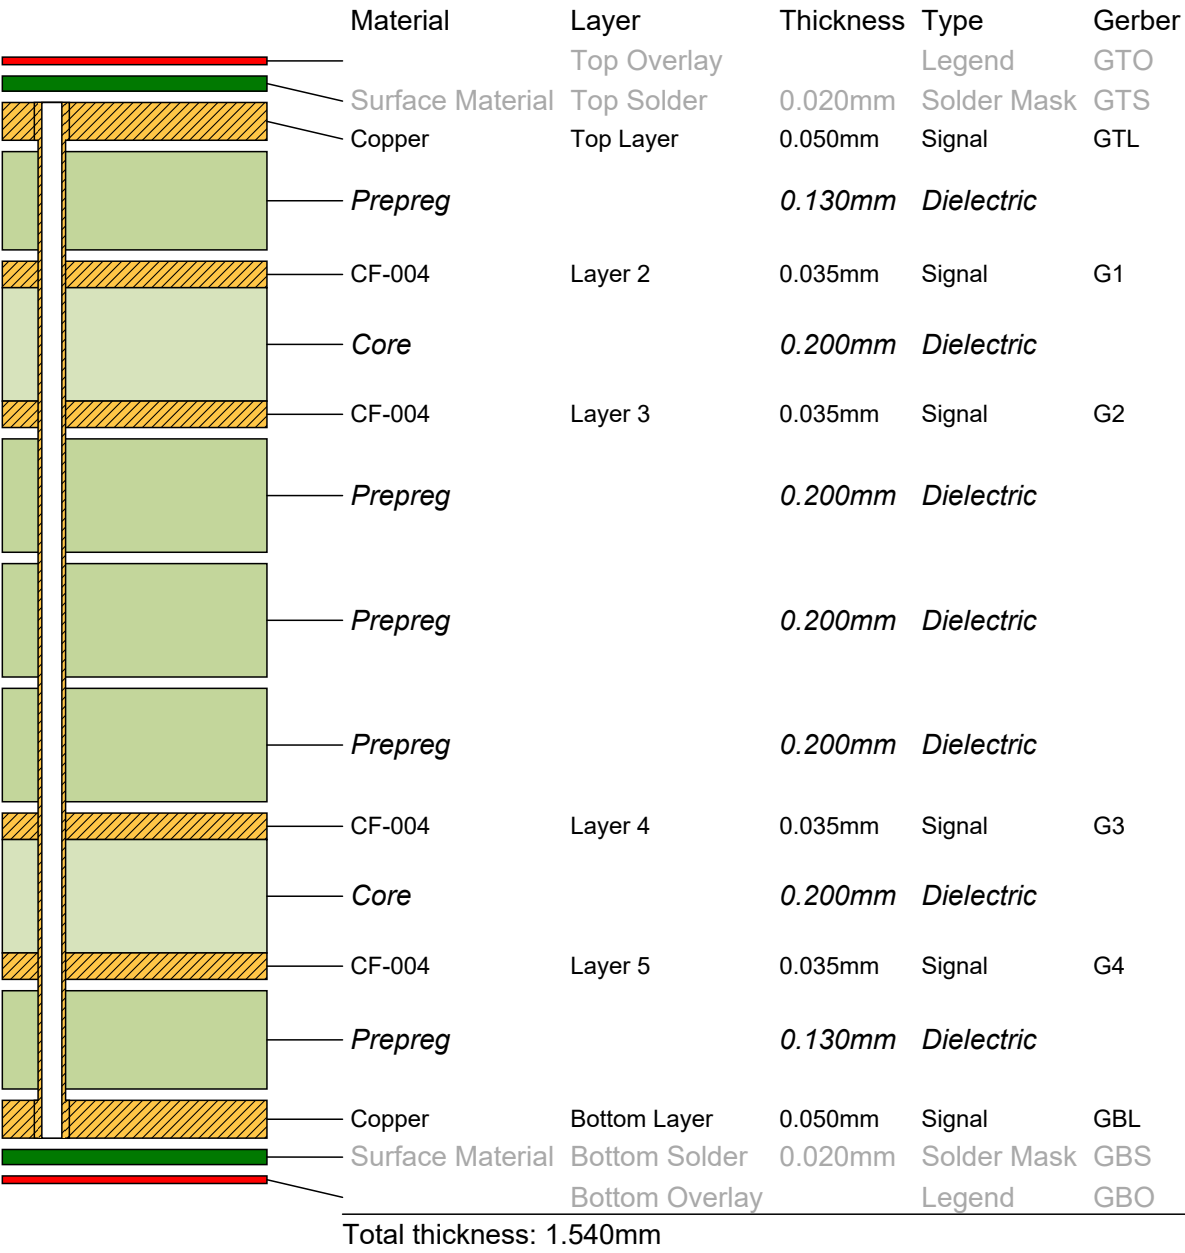 Material Layer Thickness Type Gerber
Top Overlay Legend GTO
Surface Material Top Solder 0.020mm Solder Mask GTS
Copper Top Layer 0.050mm Signal GTL
Prepreg 0.130mm Dielectric
CF-004 Layer 2 0.035mm Signal G1
Core 0.200mm Dielectric
CF-004 Layer 3 0.035mm Signal G2
Prepreg 0.200mm Dielectric
Prepreg 0.200mm Dielectric
Prepreg 0.200mm Dielectric
CF-004 Layer 4 0.035mm Signal G3
Core 0.200mm Dielectric
CF-004 Layer 5 0.035mm Signal G4
Prepreg 0.130mm Dielectric
Copper Bottom Layer 0.050mm Signal GBL
Surface Material Bottom Solder 0.020mm Solder Mask GBS
Bottom Overlay Legend GBO
Total thickness: 1.540mm